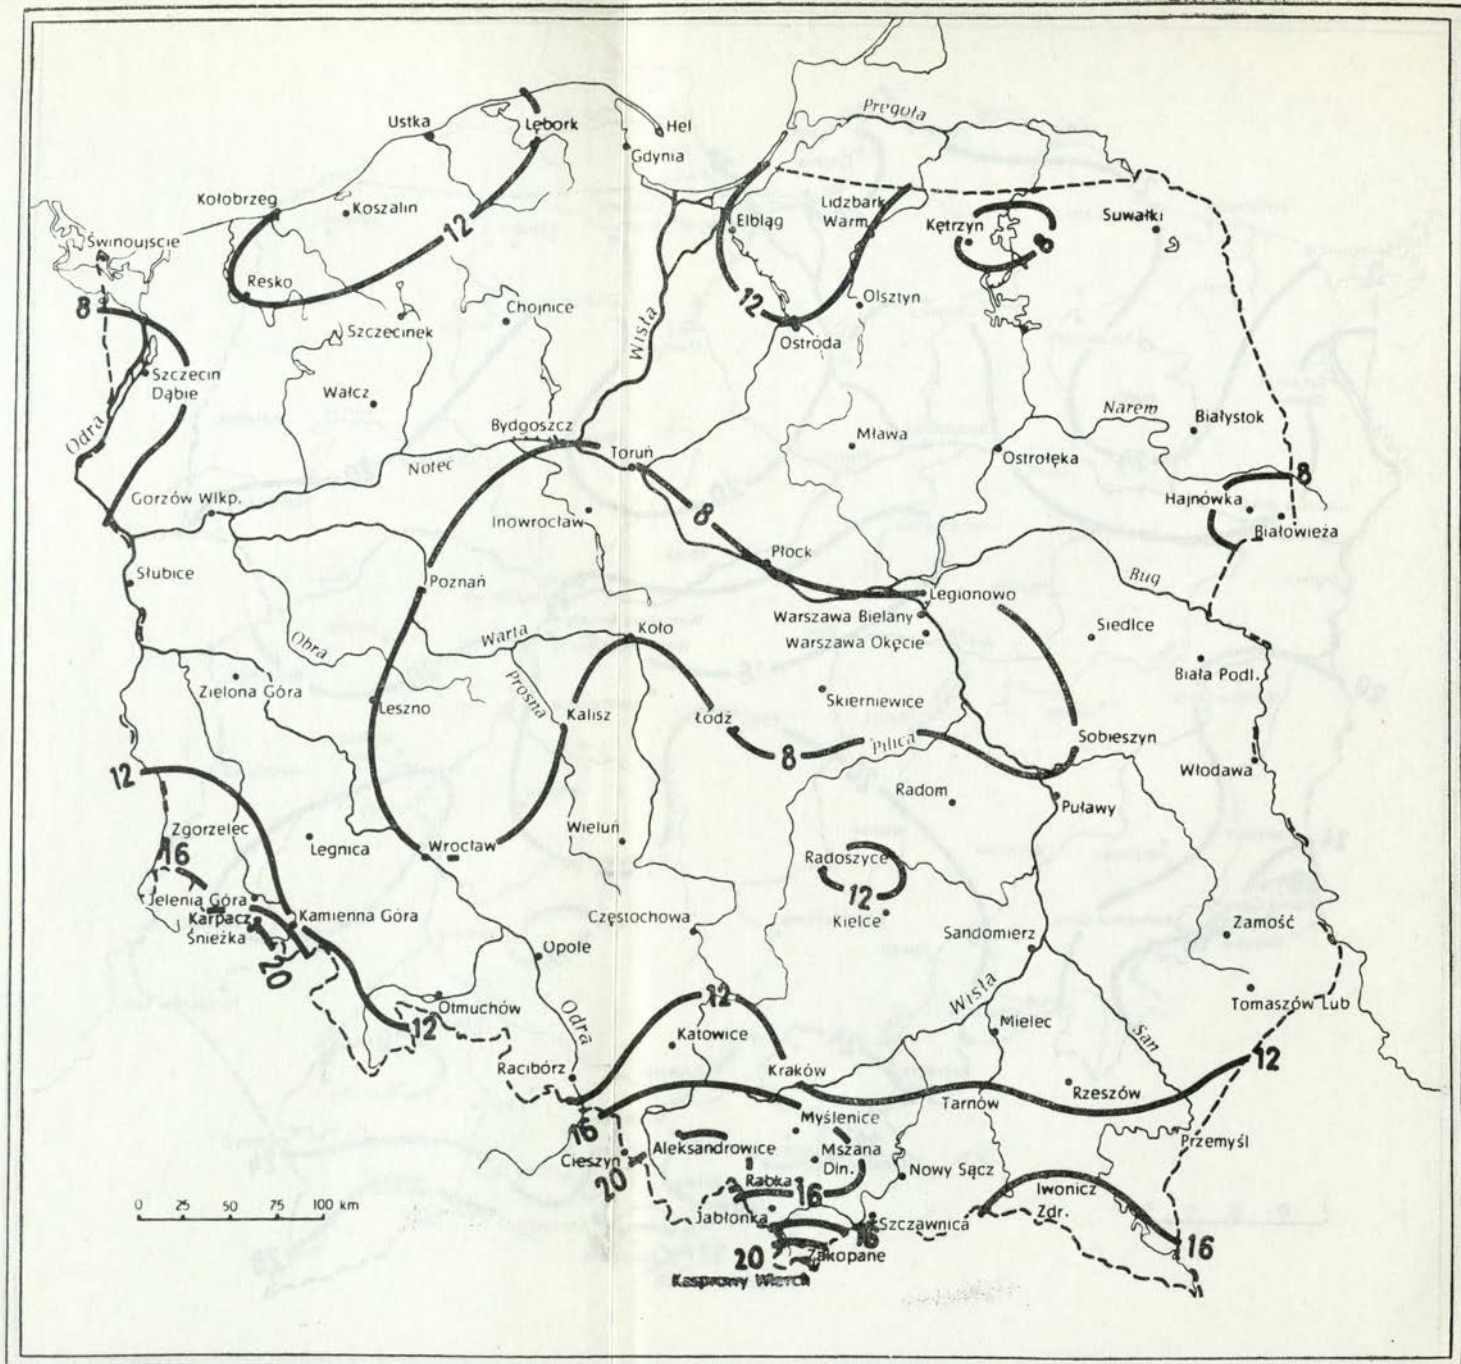 Pregoła
Ustka
Lębork
Hel
Gdynia
Kołobrzeg
Koszalin
12
Elbląg
Lidzbark
Warm.
Kętrzyn
8
Suwałki
Świnoujście
Resko
8
Chojnice
12
Olsztyn
Szczecinek
Wisła
Ostróda
Szczecin
Dąbie
Wałcz
Odra
Bydgoszcz
Toruń
Mława
Narem
Białystok
Noteć
Ostrołęka
8
Gorzów Wlkp.
Inowrocław
8
Hajnówka
Białowieża
Płock
Słubice
Poznań
Legionowo
Bug
Warszawa Bielany
Warszawa Okęcie
Siedlce
Obra
Warta
Koło
Biała Podl.
Zielona Góra
Leszno
Prosna
Kalisz
Łódź
Skierniewice
8
Pilica
Sobieszyn
12
Włodawa
Radom
Puławy
Zgorzelec
16
Legnica
Wrocław
Wieluń
Radoszyce
12
Kielce
Jelenia Góra
Karpacz
Śnieżka
Kamienna Góra
20
Częstochowa
Opole
Sandomierz
Zamość
Otmuchów
12
Odra
12
Wisła
Tomaszów Lub
Katowice
Mielec
San
Racibórz
Kraków
12
Tarnów
Rzeszów
16
Myślenice
Cieszyn
Aleksandrowice
Mszana
Dln.
Przemyśl
20
Rabka
16
Nowy Sącz
Iwonicz
Zdr.
0 25 50 100 km
Jabłonka
Szczawnica
16
16
20
Zakopane
Kasprowy Wierch